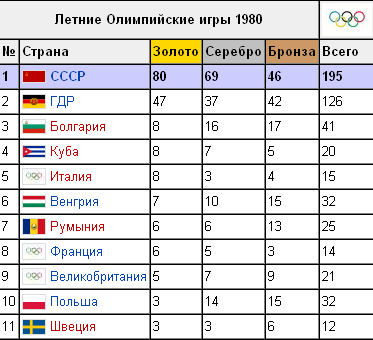 Летние Олимпийские игры 1980
№ Страна Золото Серебро Бронза Всего
1 СССР 80 69 46 195
2 ГДР 47 37 42 126
3 Болгария 8 16 17 41
4 Куба 8 7 5 20
5 Италия 8 3 4 15
6 Венгрия 7 10 15 32
7 Румыния 6 6 13 25
8 Франция 6 5 3 14
9 Великобритания 5 7 9 21
10 Польша 3 14 15 32
11 Швеция 3 3 6 12